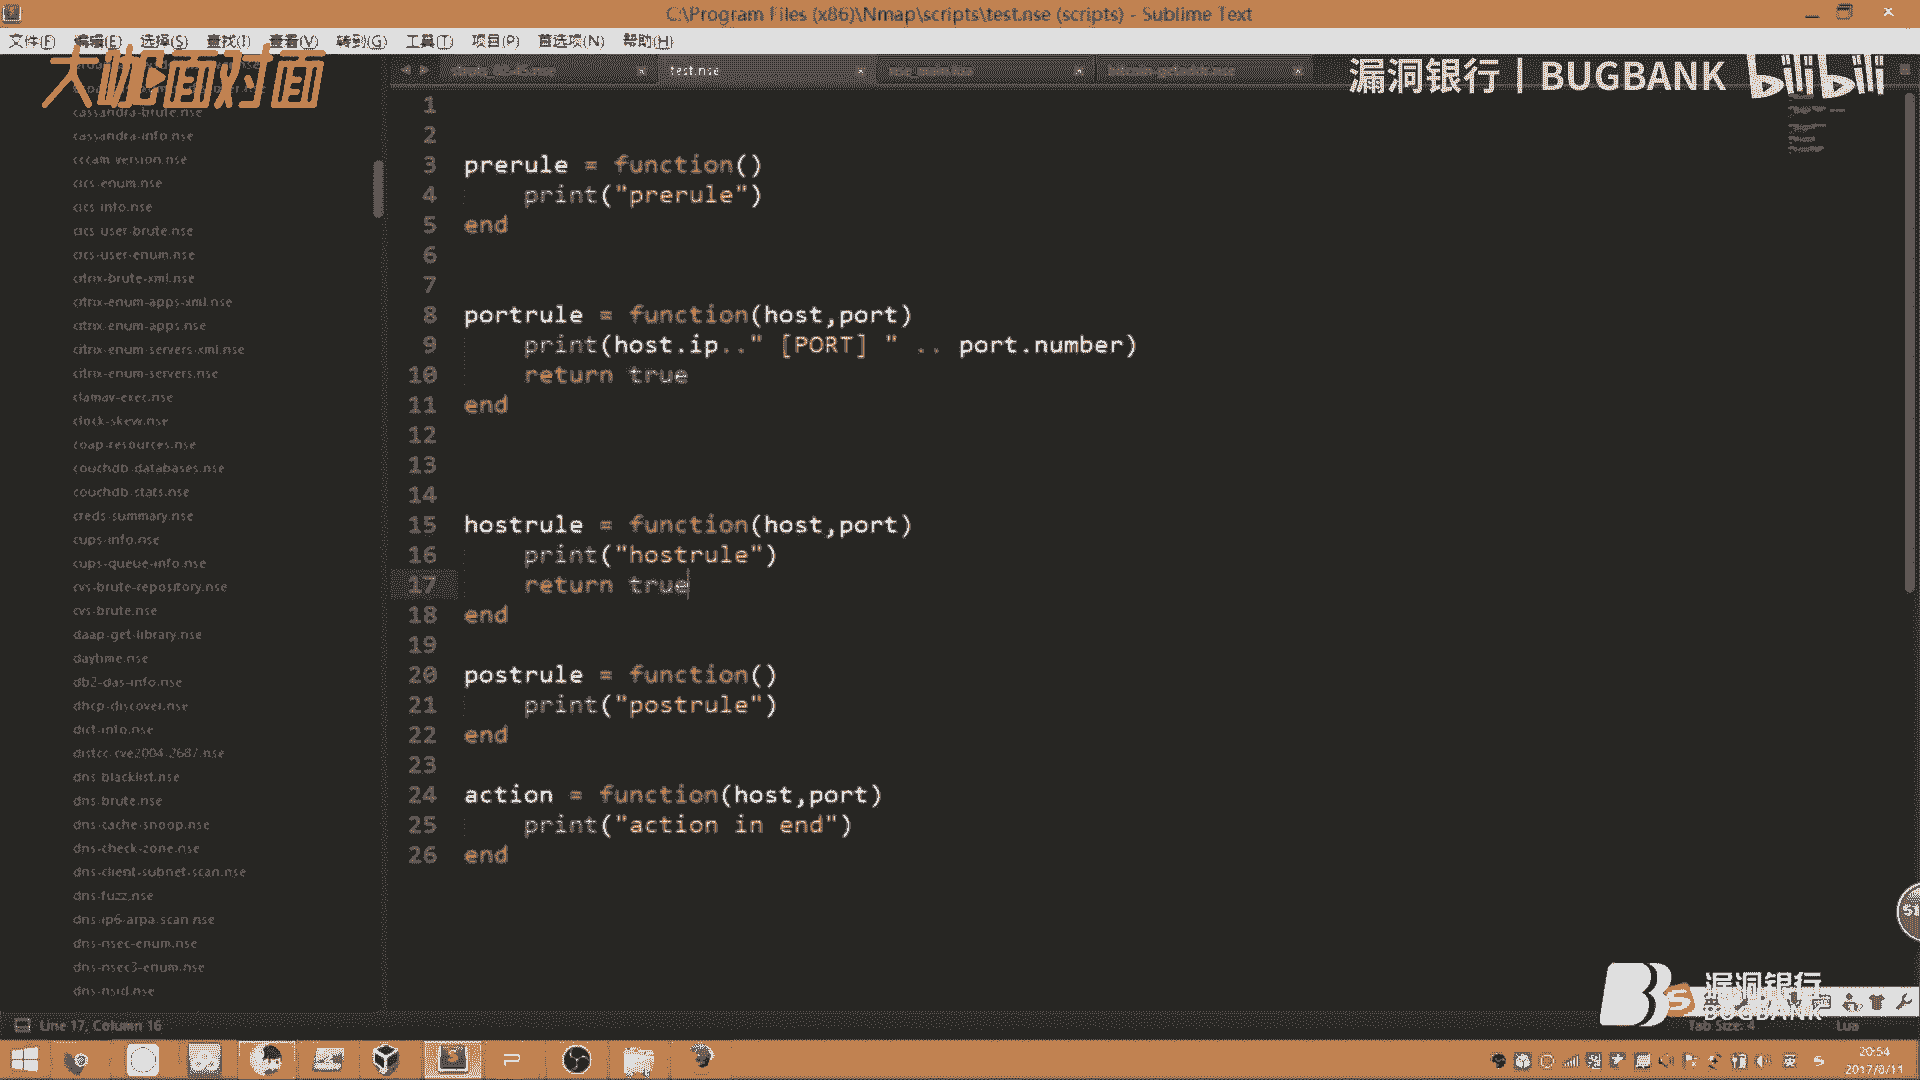 C:\Program Files (x86)\Nmap\scripts\test.nse (scripts) - Sublime Text
文件(F) 编辑(E) 选择(S) 查找(I) 查看(V) 转到(G) 工具(T) 项目(P) 首选项(N) 帮助(H)
大咖面对面
漏洞银行 | BUGBANK bilibili
test.nse
cassandra-brute.nse
cassandra-info.nse
cccam-version.nse
cics-enum.nse
cics-info.nse
cics-user-brute.nse
cics-user-enum.nse
citrix-brute-xml.nse
citrix-enum-apps-xml.nse
citrix-enum-apps.nse
citrix-enum-servers-xml.nse
citrix-enum-servers.nse
clamav-exec.nse
clock-skew.nse
coap-resources.nse
couchdb-databases.nse
couchdb-stats.nse
creds-summary.nse
cups-info.nse
cups-queue-info.nse
cvs-brute-repository.nse
cvs-brute.nse
daap-get-library.nse
daytime.nse
db2-das-info.nse
dhcp-discover.nse
dict-info.nse
distcc-cve2004-2687.nse
dns-blacklist.nse
dns-brute.nse
dns-cache-snoop.nse
dns-check-zone.nse
dns-client-subnet-scan.nse
dns-fuzz.nse
dns-ip6-arpa-scan.nse
dns-nsec-enum.nse
dns-nsec3-enum.nse
dns-nsid.nse
1
2
3 prerule = function()
4 print("prerule")
5 end
6
7
8 portrule = function(host,port)
9 print(host.ip.." [PORT] " .. port.number)
10 return true
11 end
12
13
14
15 hostrule = function(host,port)
16 print("hostrule")
17 return true
18 end
19
20 postrule = function()
21 print("postrule")
22 end
23
24 action = function(host,port)
25 print("action in end")
26 end
漏洞银行
BUGBANK
Line 17, Column 16
Tab Size: 4
Lua
20:54
2017/8/11